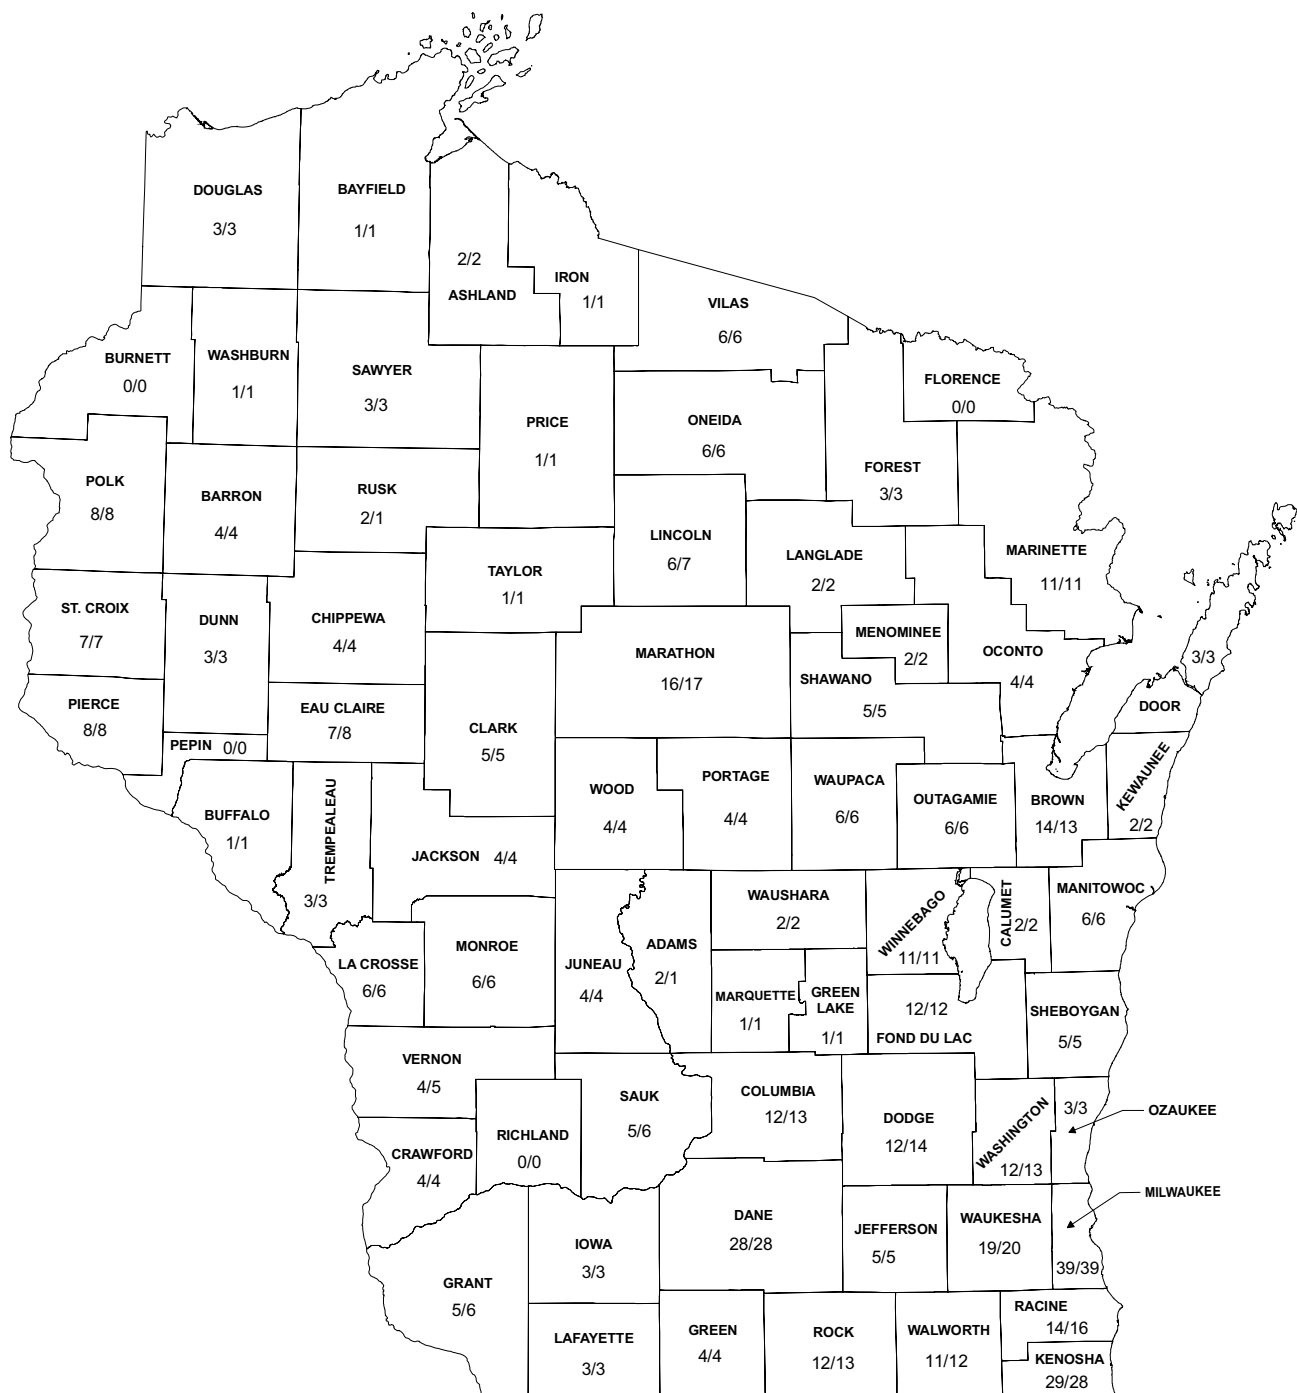 DOUGLAS
3/3
BAYFIELD
1/1
2/2
ASHLAND
IRON
1/1
VILAS
6/6
BURNETT
0/0
WASHBURN
1/1
SAWYER
3/3
PRICE
1/1
ONEIDA
6/6
FLORENCE
0/0
FOREST
3/3
POLK
8/8
BARRON
4/4
RUSK
2/1
LINCOLN
6/7
LANGLADE
2/2
MARINETTE
11/11
TAYLOR
1/1
ST. CROIX
7/7
DUNN
3/3
CHIPPEWA
4/4
MARATHON
16/17
MENOMINEE
2/2
SHAWANO
5/5
OCONTO
4/4
3/3
DOOR
PIERCE
8/8
PEPIN 0/0
EAU CLAIRE
7/8
CLARK
5/5
WOOD
4/4
PORTAGE
4/4
WAUPACA
6/6
OUTAGAMIE
6/6
BROWN
14/13
KEWAUNEE
2/2
BUFFALO
1/1
TREMPEALEAU
3/3
JACKSON 4/4
WAUSHARA
2/2
WINNEBAGO
11/11
CALUMET
2/2
MANITOWOC
6/6
LA CROSSE
6/6
MONROE
6/6
JUNEAU
4/4
ADAMS
2/1
MARQUETTE
1/1
GREEN
LAKE
1/1
12/12
FOND DU LAC
SHEBOYGAN
5/5
VERNON
4/5
RICHLAND
0/0
SAUK
5/6
COLUMBIA
12/13
DODGE
12/14
WASHINGTON
12/13
3/3
OZAUKEE
CRAWFORD
4/4
DANE
28/28
JEFFERSON
5/5
WAUKESHA
19/20
MILWAUKEE
39/39
GRANT
5/6
IOWA
3/3
LAFAYETTE
3/3
GREEN
4/4
ROCK
12/13
WALWORTH
11/12
RACINE
14/16
KENOSHA
29/28